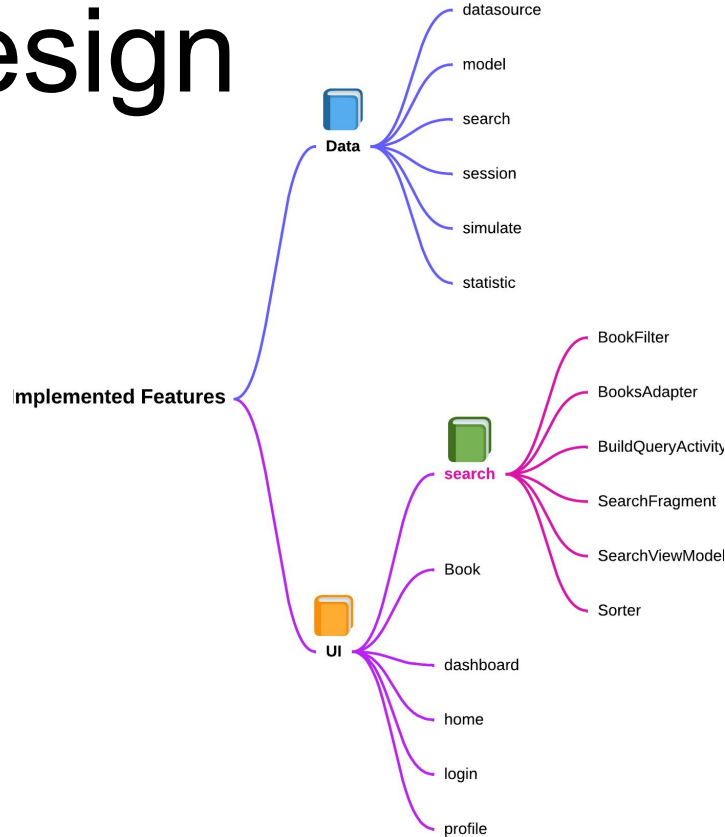 esign
datasource
model
search
Data
session
simulate
statistic
Implemented Features
BookFilter
BooksAdapter
BuildQueryActivity
search
SearchFragment
SearchViewModel
Sorter
Book
UI
dashboard
home
login
profile